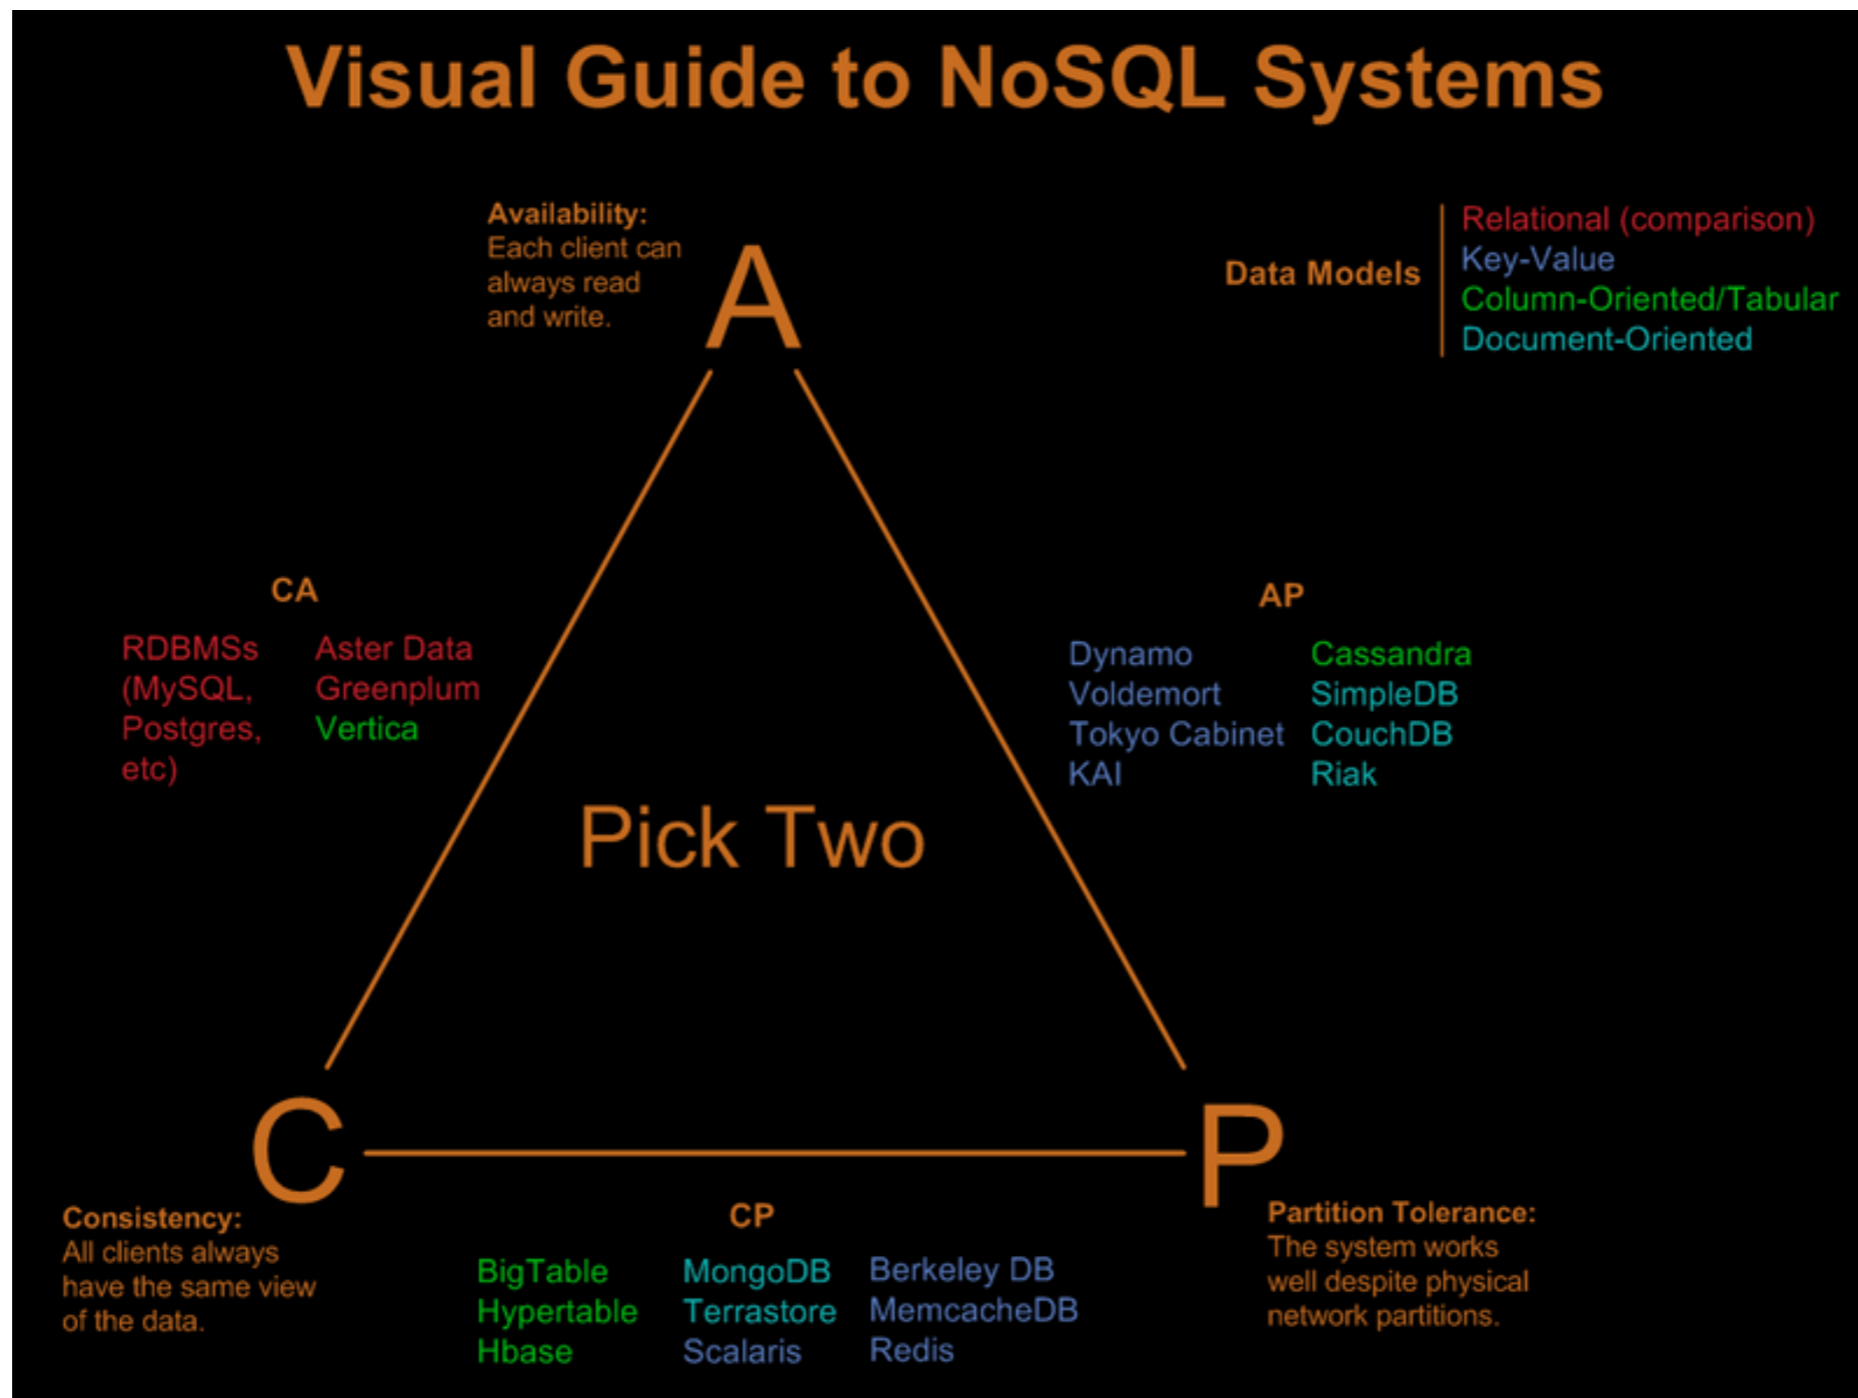 Visual Guide to NoSQL Systems
Availability:
Each client can
always read
and write.
A
Data Models
Relational (comparison)
Key-Value
Column-Oriented/Tabular
Document-Oriented
CA
RDBMSs
(MySQL,
Postgres,
etc)
Aster Data
Greenplum
Vertica
AP
Dynamo
Voldemort
Tokyo Cabinet
KAI
Cassandra
SimpleDB
CouchDB
Riak
Pick Two
C
P
Consistency:
All clients always
have the same view
of the data.
CP
BigTable
Hypertable
Hbase
MongoDB
Terrastore
Scalaris
Berkeley DB
MemcacheDB
Redis
Partition Tolerance:
The system works
well despite physical
network partitions.